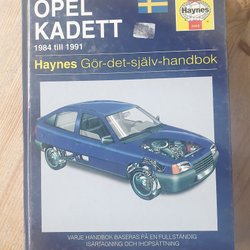 OPEL
KADETT
1984 till 1991
Haynes
Haynes Gör-det-själv-handbok
VARJE HANDBOK BASERAS PÅ EN FULLSTÄNDIG
ISÄRTAGNING OCH IHOPSÄTTNING